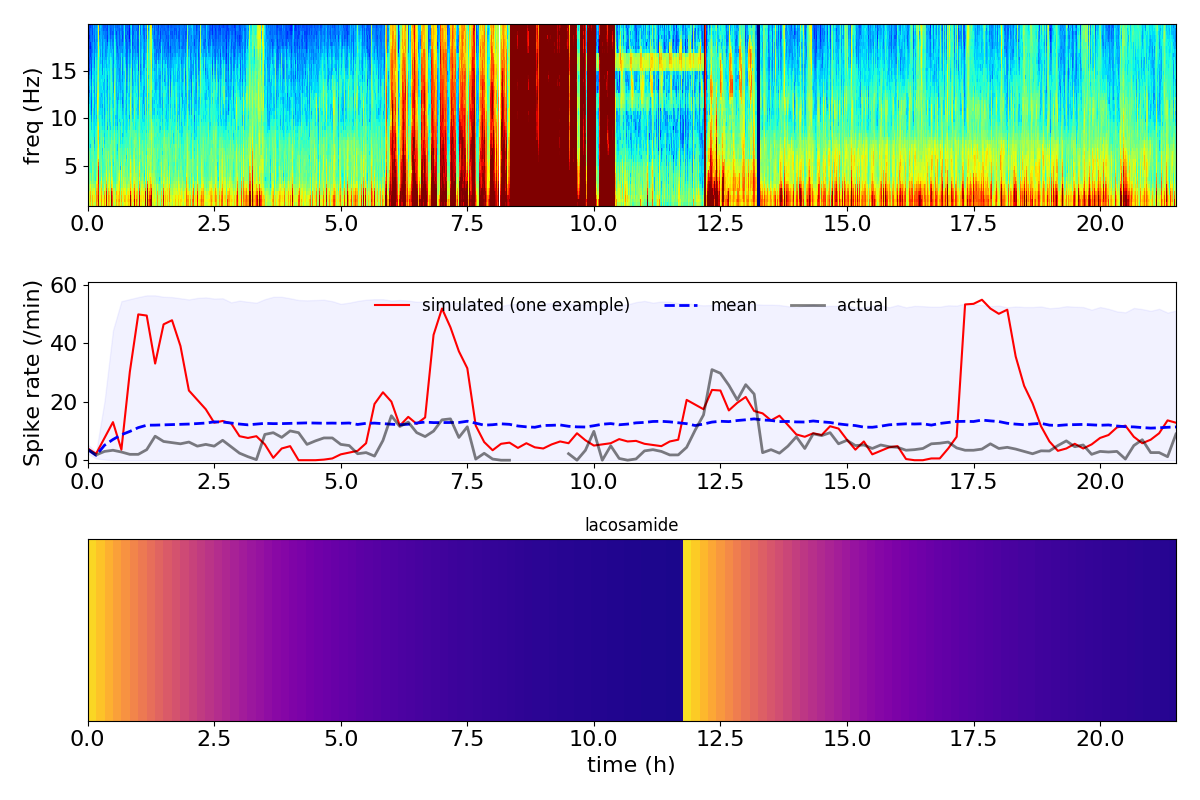 freq (Hz)
15
10
5
0.0 2.5 5.0 7.5 10.0 12.5 15.0 17.5 20.0
Spike rate (/min)
60
40
20
0
simulated (one example) mean actual
0.0 2.5 5.0 7.5 10.0 12.5 15.0 17.5 20.0
lacosamide
0.0 2.5 5.0 7.5 10.0 12.5 15.0 17.5 20.0
time (h)